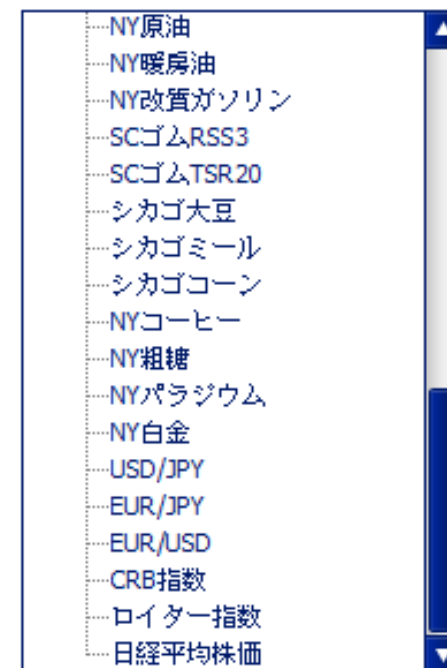 NY原油
NY暖房油
NY改質ガソリン
SCゴムRSS3
SCゴムTSR20
シカゴ大豆
シカゴミール
シカゴコーン
NYコーヒー
NY粗糖
NYパラジウム
NY白金
USD/JPY
EUR/JPY
EUR/USD
CRB指数
ロイター指数
日経平均株価